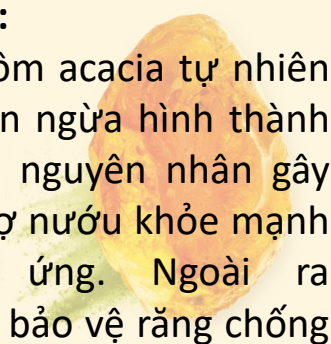 :
ôm acacia tự nhiên
n ngừa hình thành
nguyên nhân gây
ợ nướu khỏe mạnh
ứng. Ngoài ra
bảo vệ răng chống